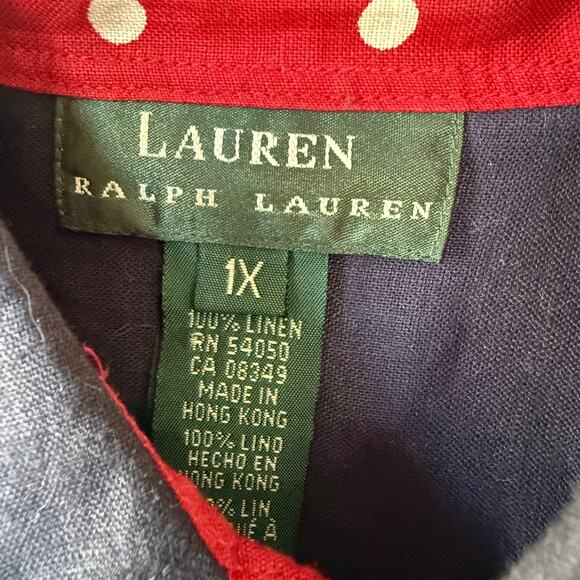 LAUREN
RALPH LAUREN
1X
100% LINEN
RN 54050
CA 08349
MADE IN
HONG KONG
100% LINO
HECHO EN
HONG KONG
LIN
À